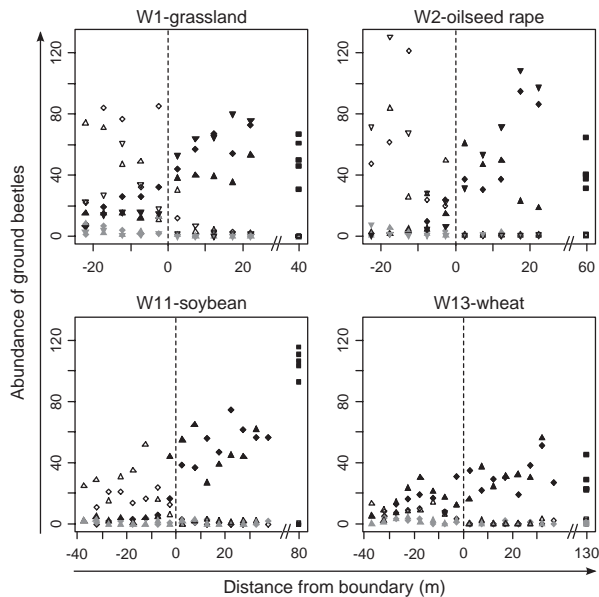 W1-grassland
W2-oilseed rape
0 40 80 120
0 40 80 120
-20 0 20 40
-20 0 20 60
W11-soybean
W13-wheat
0 40 80 120
0 40 80 120
-40 -20 0 20 80
-40 -20 0 20 130
Abundance of ground beetles
Distance from boundary (m)